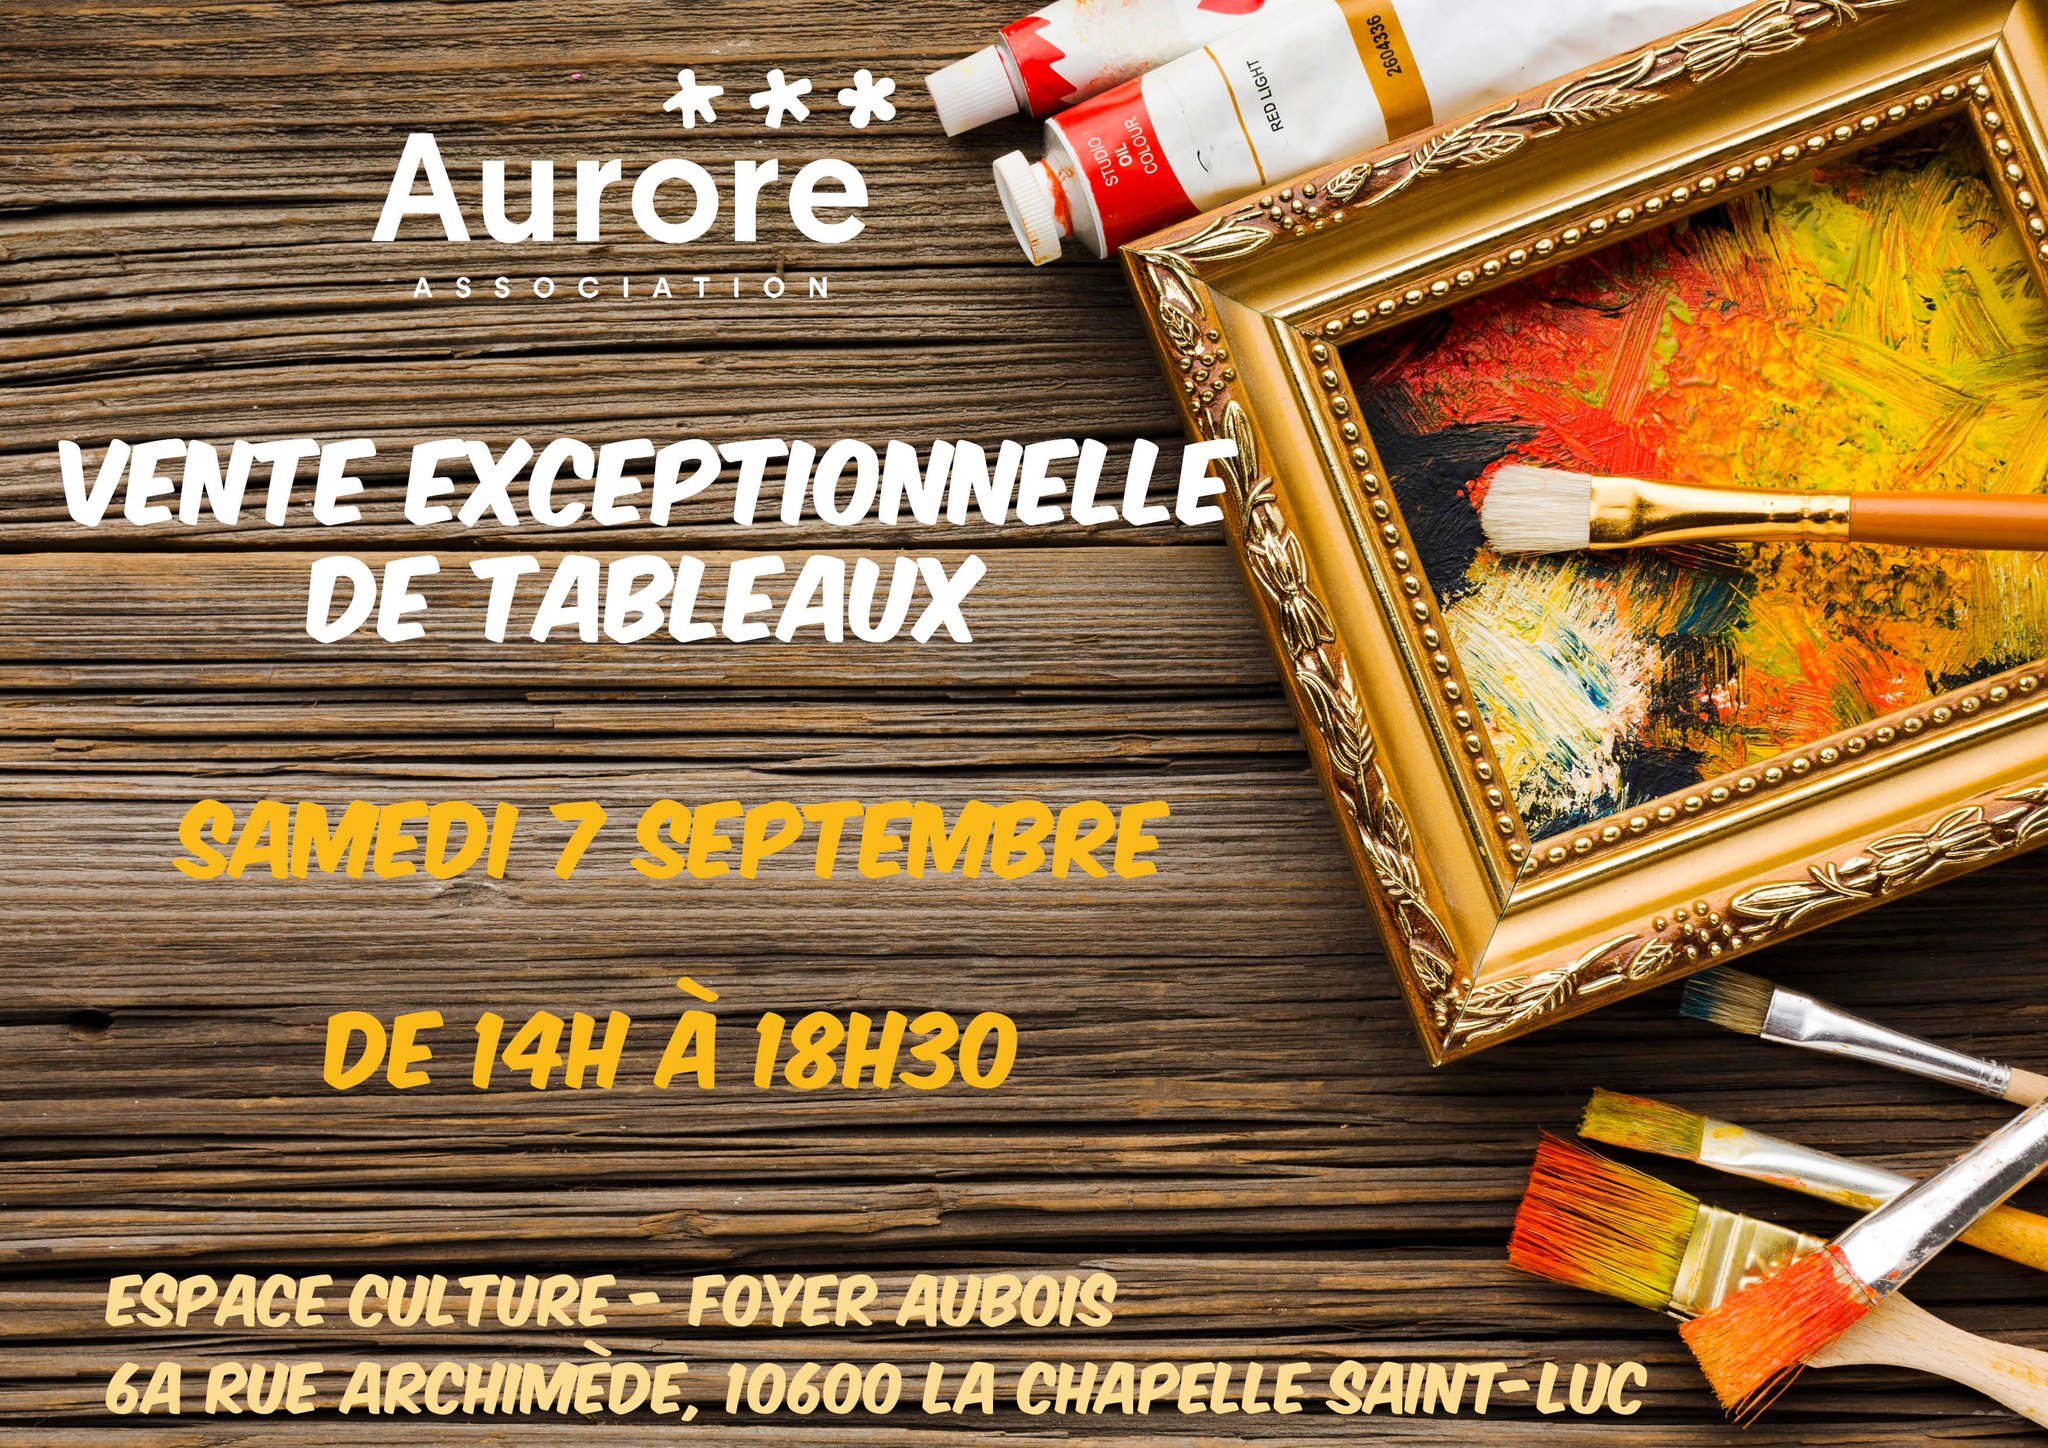 Aurore
ASSOCIATION
STUDIO
OIL
COLOUR
RED LIGHT
2604336
VENTE EXCEPTIONNELLE
DE TABLEAUX
SAMEDI 7 SEPTEMBRE
DE 14H À 18H30
ESPACE CULTURE - FOYER AUBOIS
6A RUE ARCHIMÈDE, 10600 LA CHAPELLE SAINT-LUC